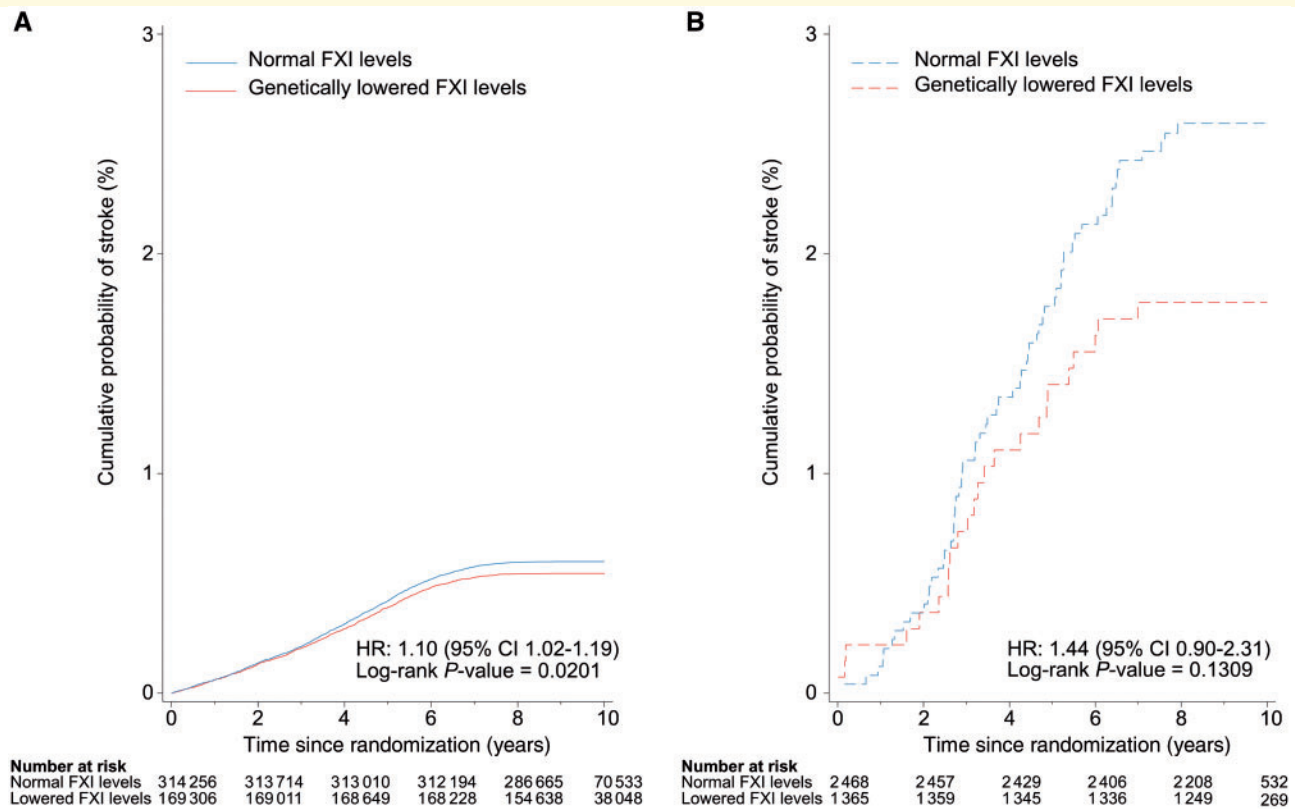 A
3
2
1
0
Cumulative probability of stroke (%)
Normal FXI levels
Genetically lowered FXI levels
HR: 1.10 (95% CI 1.02-1.19)
Log-rank P-value = 0.0201
0 2 4 6 8 10
Time since randomization (years)
Number at risk
Normal FXI levels 314 256 313 714 313 010 312 194 286 665 70 533
Lowered FXI levels 169 306 169 011 168 649 168 228 154 638 38 048
B
3
2
1
0
Cumulative probability of stroke (%)
Normal FXI levels
Genetically lowered FXI levels
HR: 1.44 (95% CI 0.90-2.31)
Log-rank P-value = 0.1309
0 2 4 6 8 10
Time since randomization (years)
Number at risk
Normal FXI levels 2 468 2 457 2 429 2 406 2 208 532
Lowered FXI levels 1 365 1 359 1 345 1 336 1 249 269